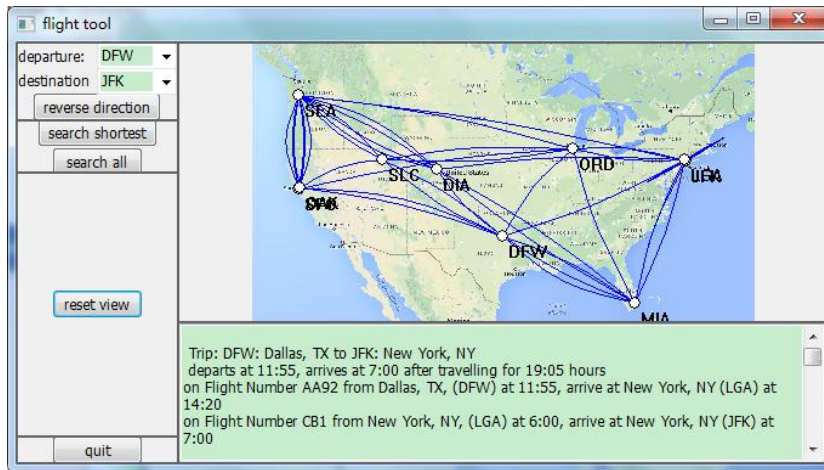 flight tool
departure: DFW
destination JFK
reverse direction
search shortest
search all
reset view
quit
SEA
SLC
DIA
United States
ORD
DFW
MIA
Trip: DFW: Dallas, TX to JFK: New York, NY
departs at 11:55, arrives at 7:00 after travelling for 19:05 hours
on Flight Number AA92 from Dallas, TX, (DFW) at 11:55, arrive at New York, NY (LGA) at
14:20
on Flight Number CB1 from New York, NY, (LGA) at 6:00, arrive at New York, NY (JFK) at
7:00